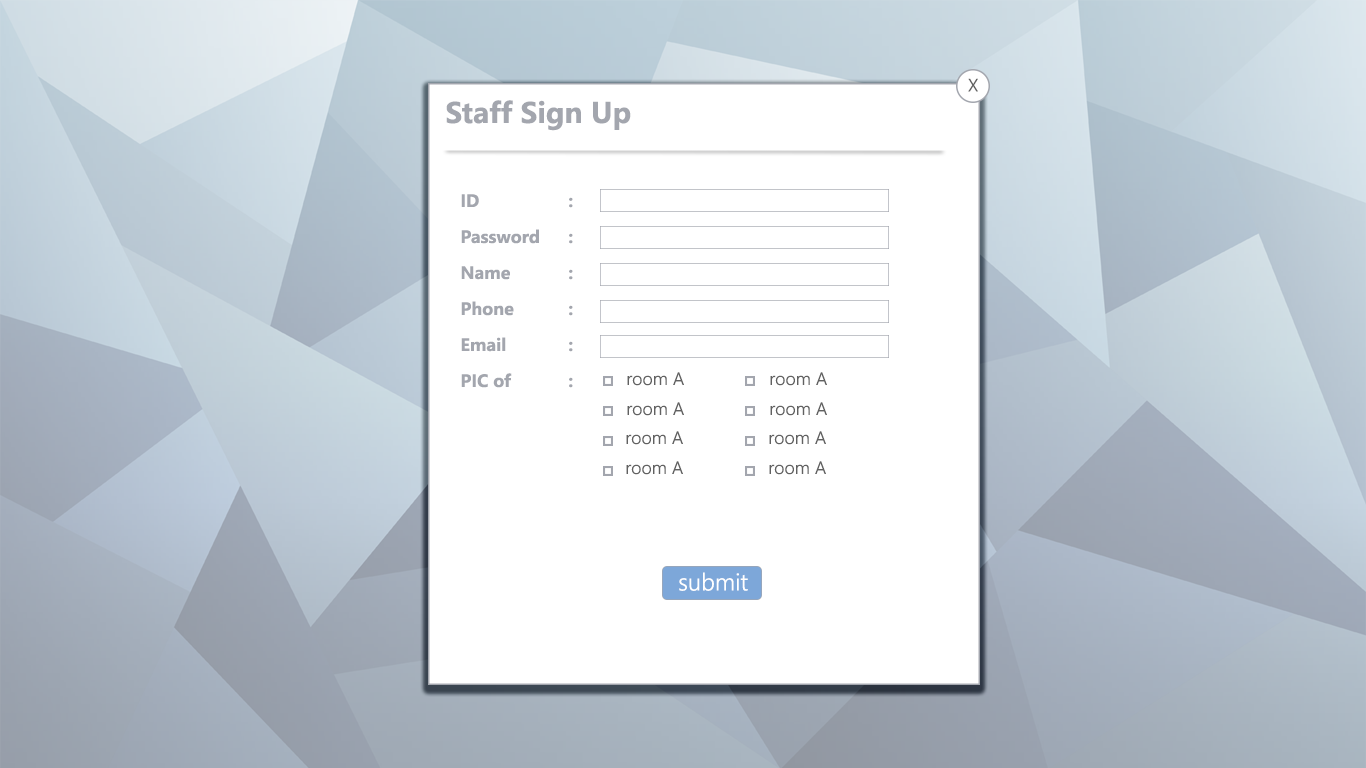 X
Staff Sign Up
ID :
Password :
Name :
Phone :
Email :
PIC of : room A room A
room A room A
room A room A
room A room A
submit